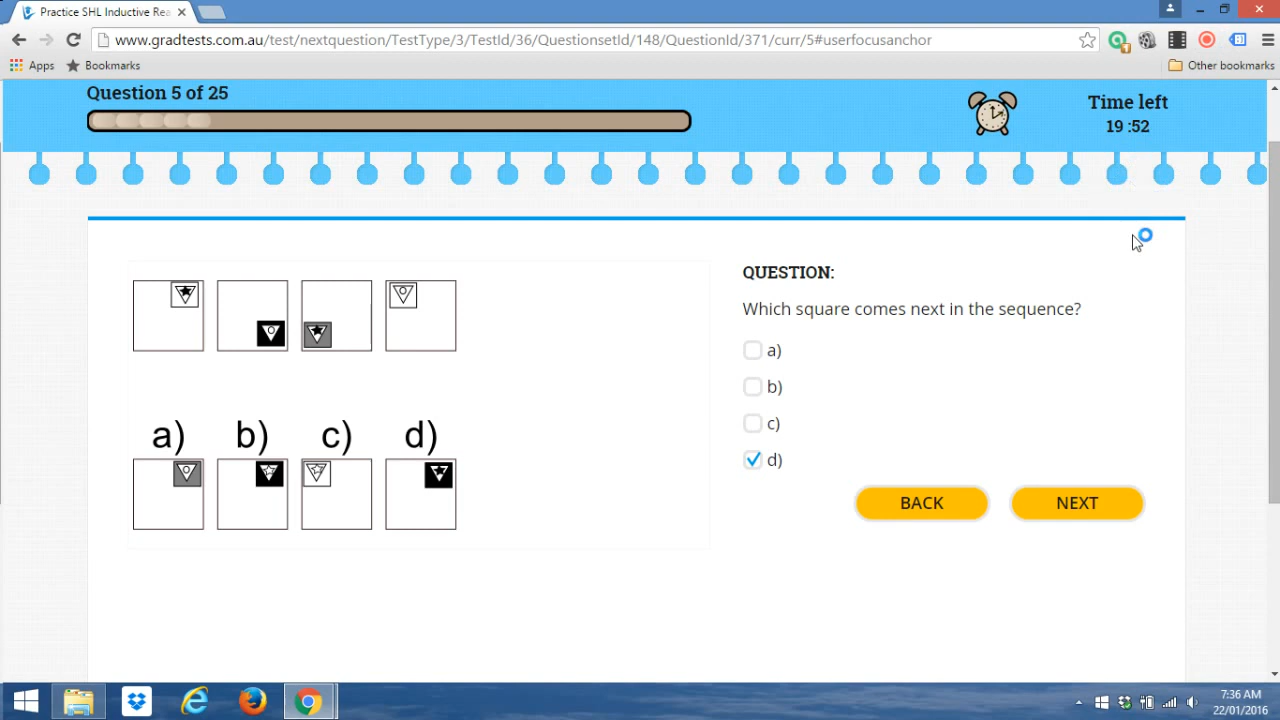 Practice SHL Inductive Rea
www.gradtests.com.au/test/nextquestion/TestType/3/TestId/36/QuestionsetId/148/QuestionId/371/curr/5#userfocusanchor
Apps Bookmarks Other bookmarks
Question 5 of 25
Time left
19 :52
QUESTION:
Which square comes next in the sequence?
a)
b)
c)
d)
a) b) c) d)
BACK NEXT
7:36 AM
22/01/2016